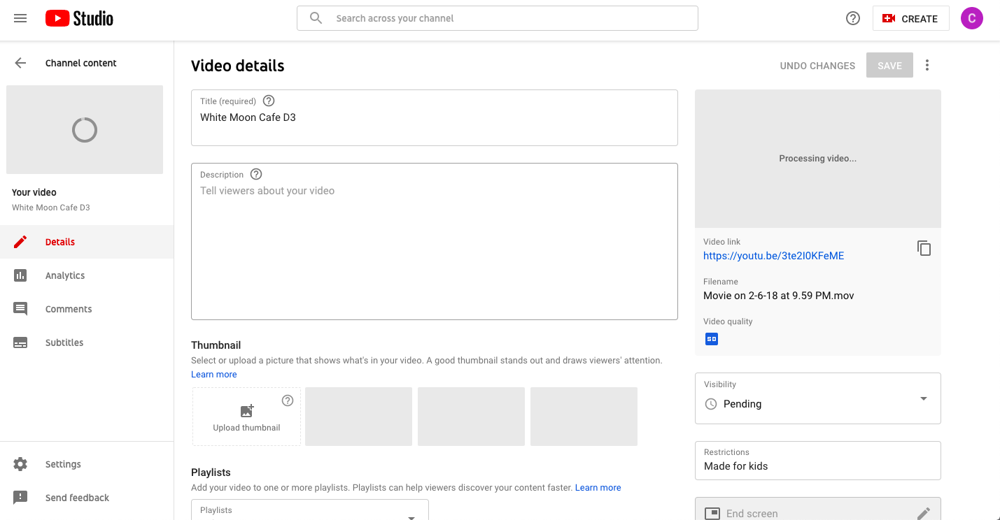 Studio
Search across your channel
CREATE
C
Channel content
Your video
White Moon Cafe D3
Details
Analytics
Comments
Subtitles
Settings
Send feedback
Video details
UNDO CHANGES
SAVE
Title (required)
White Moon Cafe D3
Description
Tell viewers about your video
Thumbnail
Select or upload a picture that shows what's in your video. A good thumbnail stands out and draws viewers' attention.
Learn more
Upload thumbnail
Playlists
Add your video to one or more playlists. Playlists can help viewers discover your content faster. Learn more
Playlists
Processing video...
Video link
https://youtu.be/3te2I0KFeME
Filename
Movie on 2-6-18 at 9.59 PM.mov
Video quality
SD
Visibility
Pending
Restrictions
Made for kids
End screen